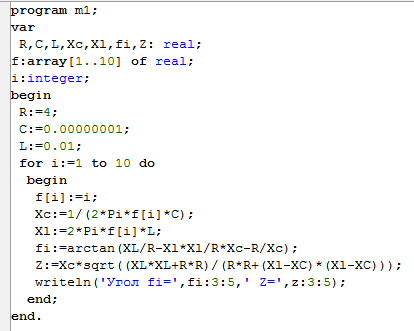 program m1;
var
R,C,L,Xc,Xl,fi,Z: real;
f:array[1..10] of real;
i:integer;
begin
R:=4;
C:=0.00000001;
L:=0.01;
for i:=1 to 10 do
begin
f[i]:=i;
Xc:=1/(2*Pi*f[i]*C);
Xl:=2*Pi*f[i]*L;
fi:=arctan(XL/R-Xl*Xl/R*Xc-R/Xc);
Z:=Xc*sqrt((XL*XL+R*R)/(R*R+(Xl-XC)*(Xl-XC)));
writeln('Угол fi=',fi:3:5,' Z=',z:3:5);
end;
end.